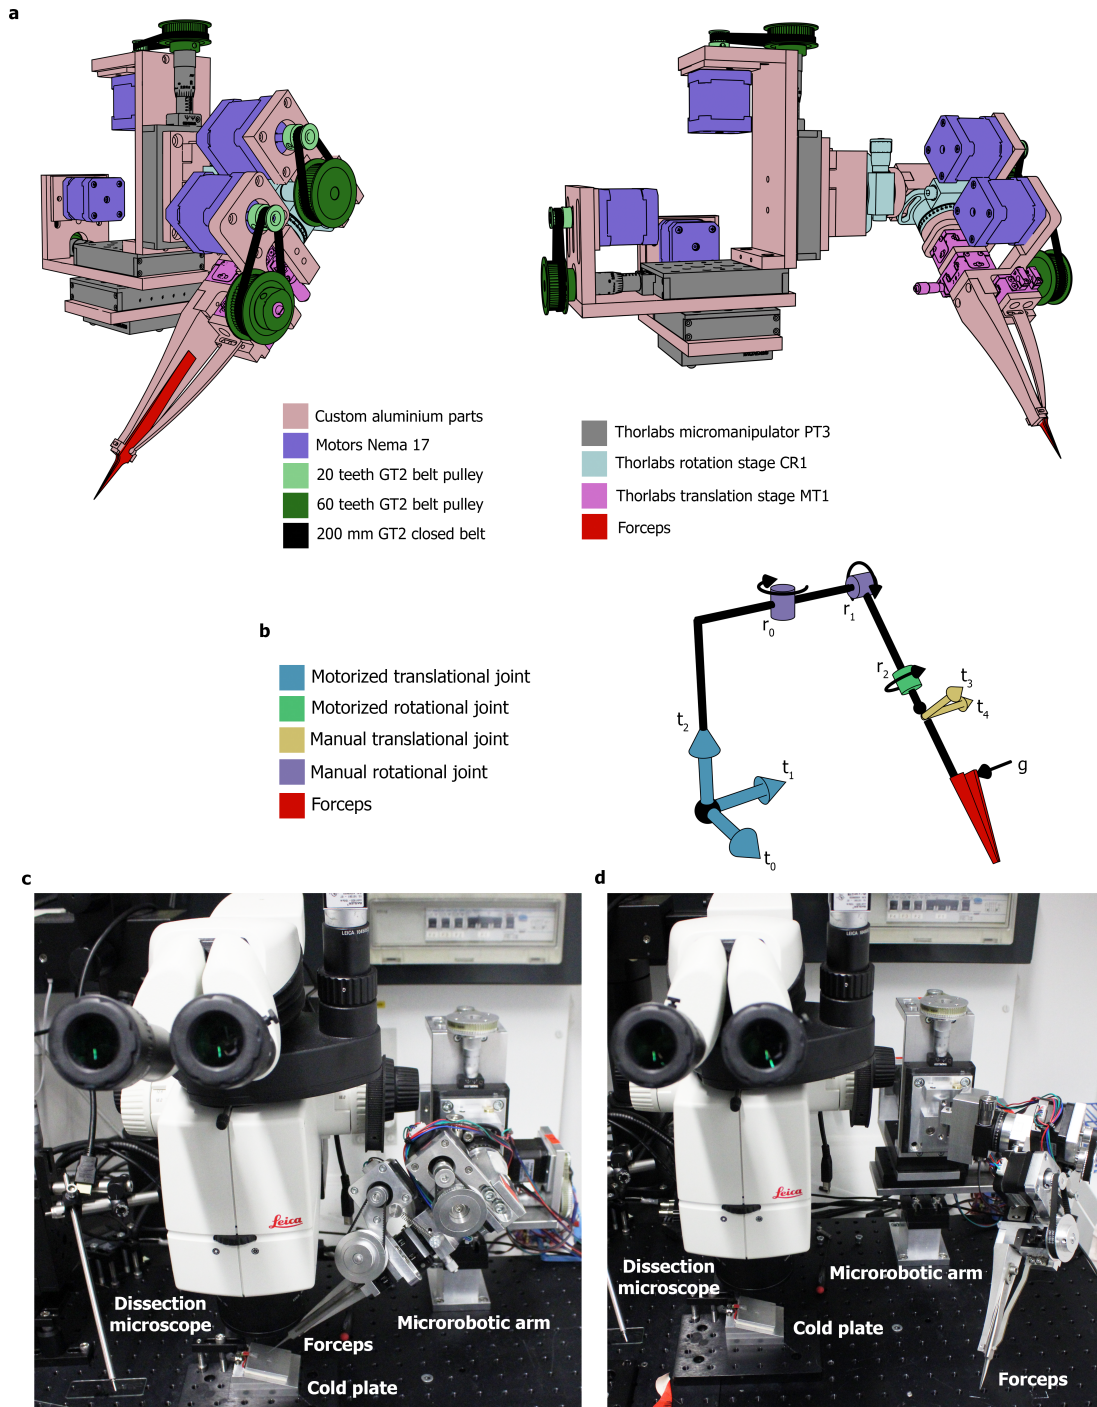 a
Custom aluminium parts
Motors Nema 17
20 teeth GT2 belt pulley
60 teeth GT2 belt pulley
200 mm GT2 closed belt
Thorlabs micromanipulator PT3
Thorlabs rotation stage CR1
Thorlabs translation stage MT1
Forceps
b
Motorized translational joint
Motorized rotational joint
Manual translational joint
Manual rotational joint
Forceps
r0
r1
r2
t3
t4
t2
t1
t0
g
c
Leica
Dissection
microscope
Forceps
Microrobotic arm
Cold plate
d
Leica
Dissection
microscope
Microrobotic arm
Cold plate
Forceps